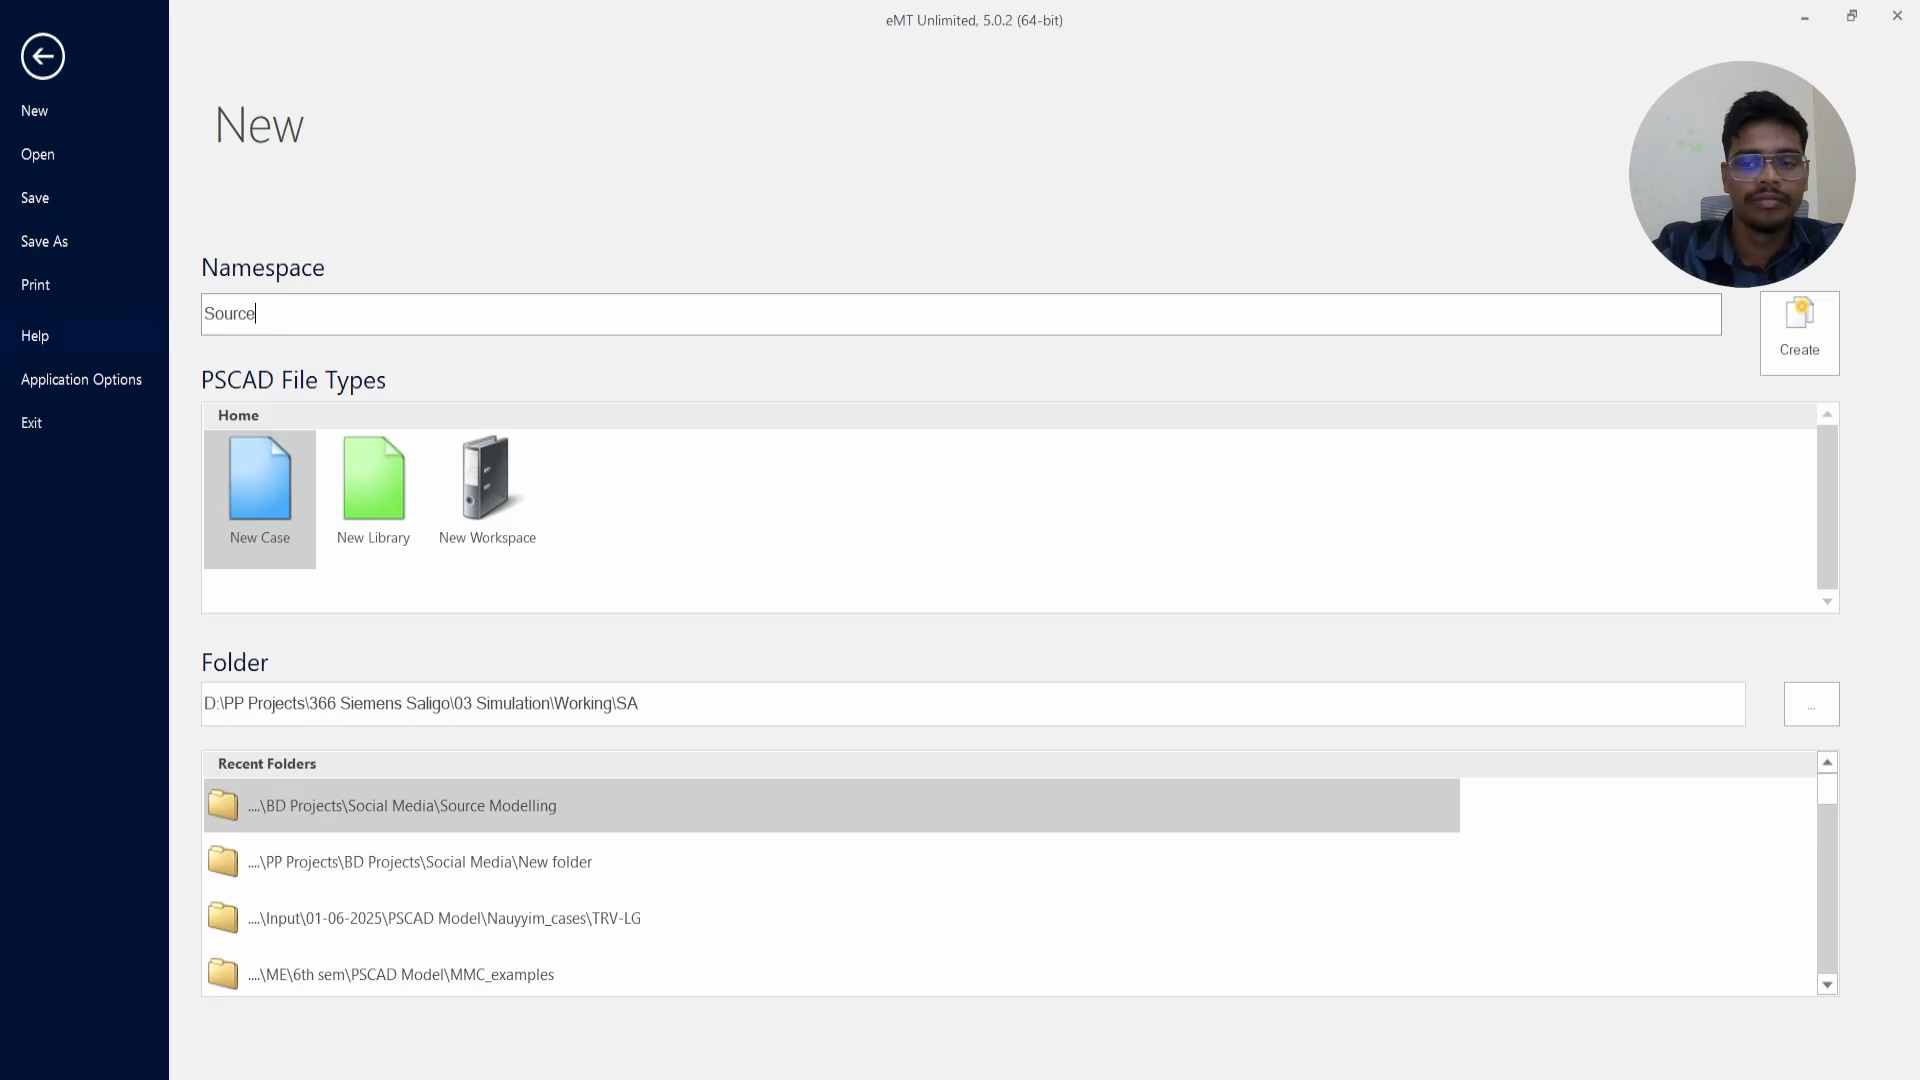 eMT Unlimited, 5.0.2 (64-bit)
New
Open
Save
Save As
Print
Help
Application Options
Exit
New
Namespace
Source
Create
PSCAD File Types
Home
New Case
New Library
New Workspace
Folder
D:\PP Projects\366 Siemens Saligo\03 Simulation\Working\SA
...
Recent Folders
....\BD Projects\Social Media\Source Modelling
....\PP Projects\BD Projects\Social Media\New folder
....\Input\01-06-2025\PSCAD Model\Nauyyim_cases\TRV-LG
....\ME\6th sem\PSCAD Model\MMC_examples